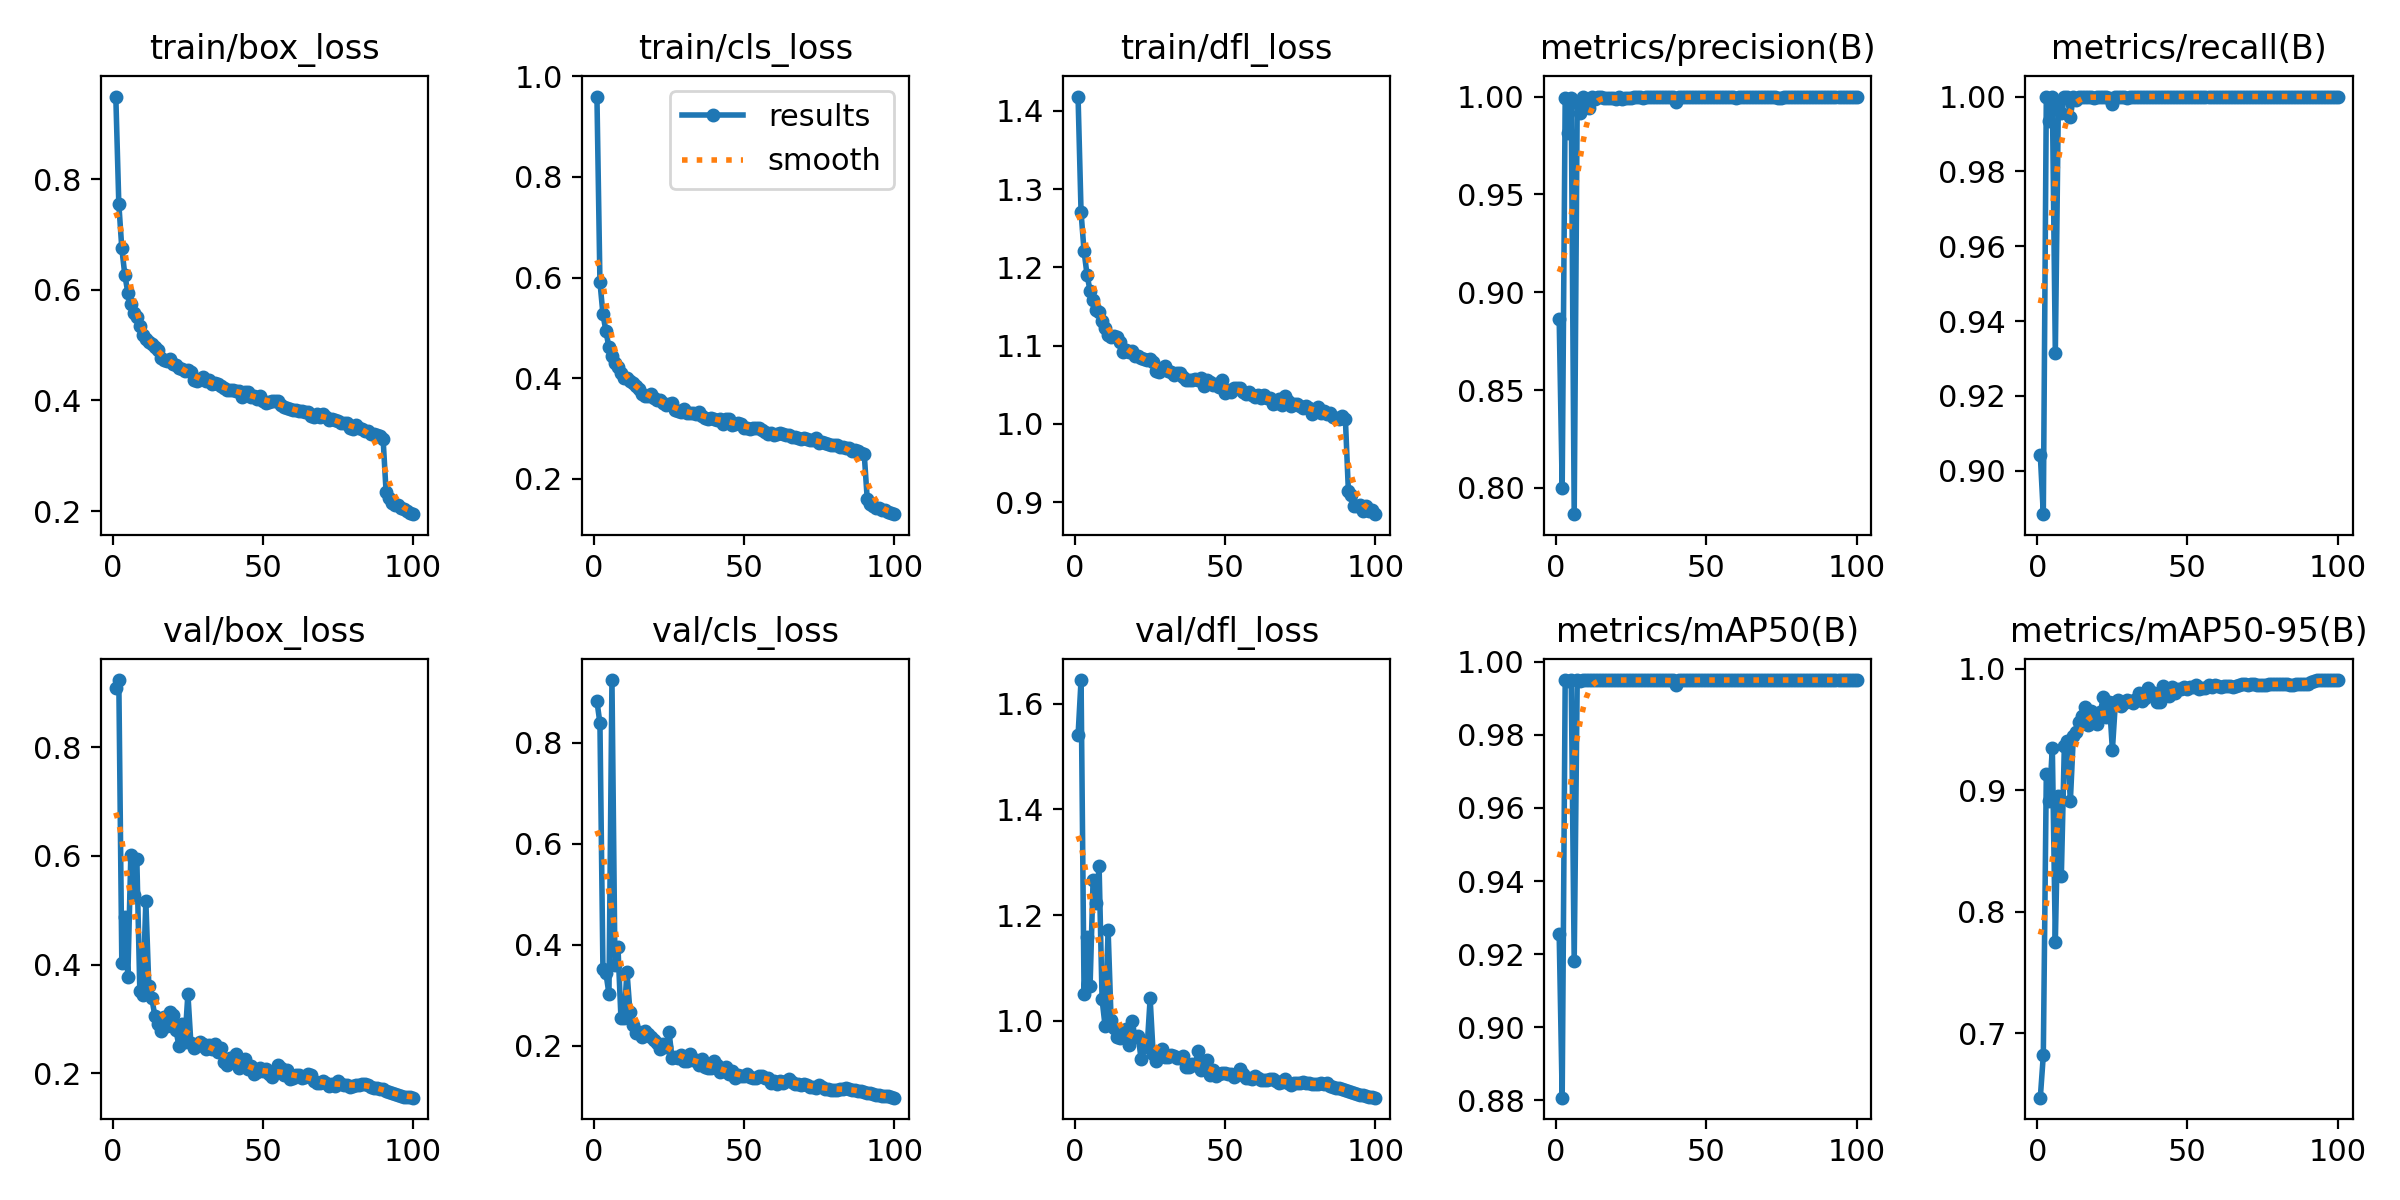 train/box_loss
0.8
0.6
0.4
0.2
0 50 100
train/cls_loss
results
smooth
1.0
0.8
0.6
0.4
0.2
0 50 100
train/dfl_loss
1.4
1.3
1.2
1.1
1.0
0.9
0 50 100
metrics/precision(B)
1.00
0.95
0.90
0.85
0.80
0 50 100
metrics/recall(B)
1.00
0.98
0.96
0.94
0.92
0.90
0 50 100
val/box_loss
0.8
0.6
0.4
0.2
0 50 100
val/cls_loss
0.8
0.6
0.4
0.2
0 50 100
val/dfl_loss
1.6
1.4
1.2
1.0
0 50 100
metrics/mAP50(B)
1.00
0.98
0.96
0.94
0.92
0.90
0.88
0 50 100
metrics/mAP50-95(B)
1.0
0.9
0.8
0.7
0 50 100